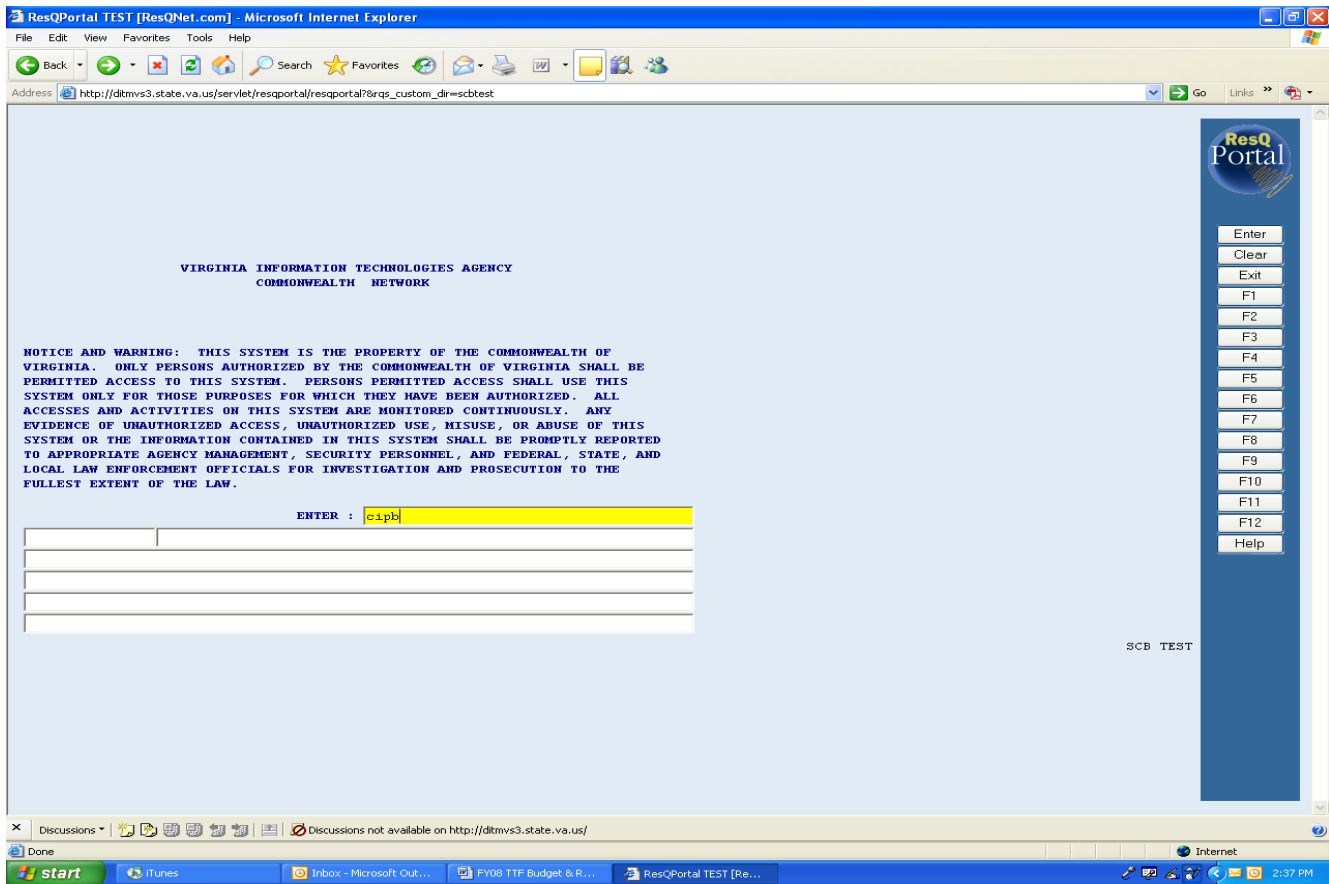 ResQPortal TEST [ResQNet.com] - Microsoft Internet Explorer
File Edit View Favorites Tools Help
Back Search Favorites
Address http://ditmvs3.state.va.us/servlet/resqportal/resqportal?&rqs_custom_dir=scbtest Go Links »
ResQ
Portal
Enter
Clear
Exit
F1
F2
F3
F4
F5
F6
F7
F8
F9
F10
F11
F12
Help
VIRGINIA INFORMATION TECHNOLOGIES AGENCY
COMMONWEALTH NETWORK
NOTICE AND WARNING: THIS SYSTEM IS THE PROPERTY OF THE COMMONWEALTH OF
VIRGINIA. ONLY PERSONS AUTHORIZED BY THE COMMONWEALTH OF VIRGINIA SHALL BE
PERMITTED ACCESS TO THIS SYSTEM. PERSONS PERMITTED ACCESS SHALL USE THIS
SYSTEM ONLY FOR THOSE PURPOSES FOR WHICH THEY HAVE BEEN AUTHORIZED. ALL
ACCESSES AND ACTIVITIES ON THIS SYSTEM ARE MONITORED CONTINUOUSLY. ANY
EVIDENCE OF UNAUTHORIZED ACCESS, UNAUTHORIZED USE, MISUSE, OR ABUSE OF THIS
SYSTEM OR THE INFORMATION CONTAINED IN THIS SYSTEM SHALL BE PROMPTLY REPORTED
TO APPROPRIATE AGENCY MANAGEMENT, SECURITY PERSONNEL, AND FEDERAL, STATE, AND
LOCAL LAW ENFORCEMENT OFFICIALS FOR INVESTIGATION AND PROSECUTION TO THE
FULLEST EXTENT OF THE LAW.
ENTER : cipb
SCB TEST
Discussions Discussions not available on http://ditmvs3.state.va.us/
Done Internet
start iTunes Inbox - Microsoft Out... FY08 TTF Budget & R... ResQPortal TEST [Re... 2:37 PM